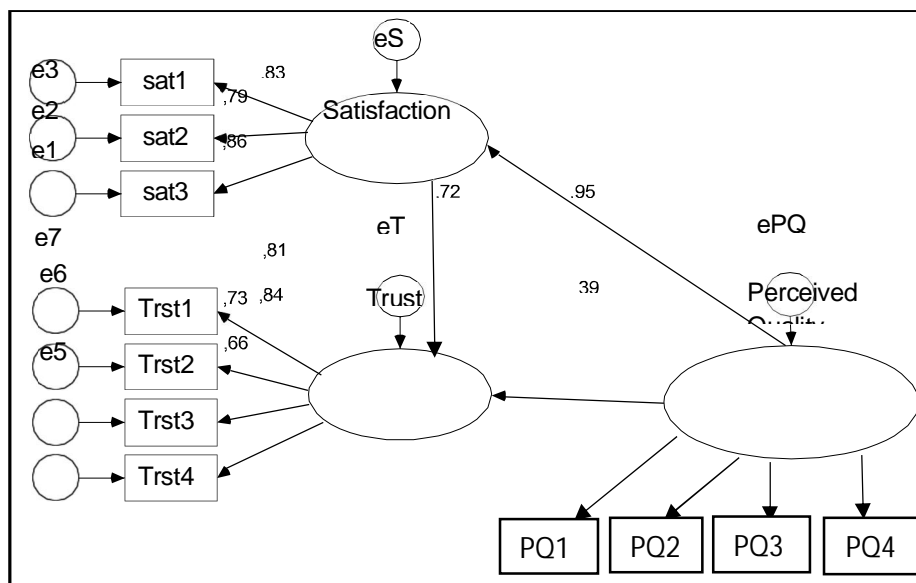 eS
e3
sat1
.83
,79
Satisfaction
e2
sat2
,86
e1
sat3
.72
.95
eT
ePQ
e7
,81
e6
39
Trst1
,73
,84
Trust
Perceived
Quality
,66
e5
Trst2
Trst3
Trst4
PQ1
PQ2
PQ3
PQ4